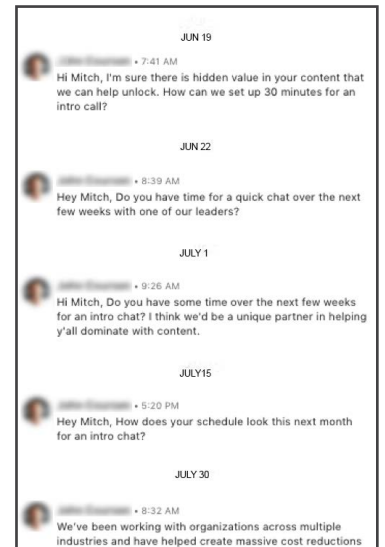 JUN 19
• 7:41 AM
Hi Mitch, I'm sure there is hidden value in your content that
we can help unlock. How can we set up 30 minutes for an
intro call?
JUN 22
• 8:39 AM
Hey Mitch, Do you have time for a quick chat over the next
few weeks with one of our leaders?
JULY 1
• 9:26 AM
Hi Mitch, Do you have some time over the next few weeks
for an intro chat? I think we'd be a unique partner in helping
y'all dominate with content.
JULY15
• 5:20 PM
Hey Mitch, How does your schedule look this next month
for an intro chat?
JULY 30
• 8:32 AM
We've been working with organizations across multiple
industries and have helped create massive cost reductions